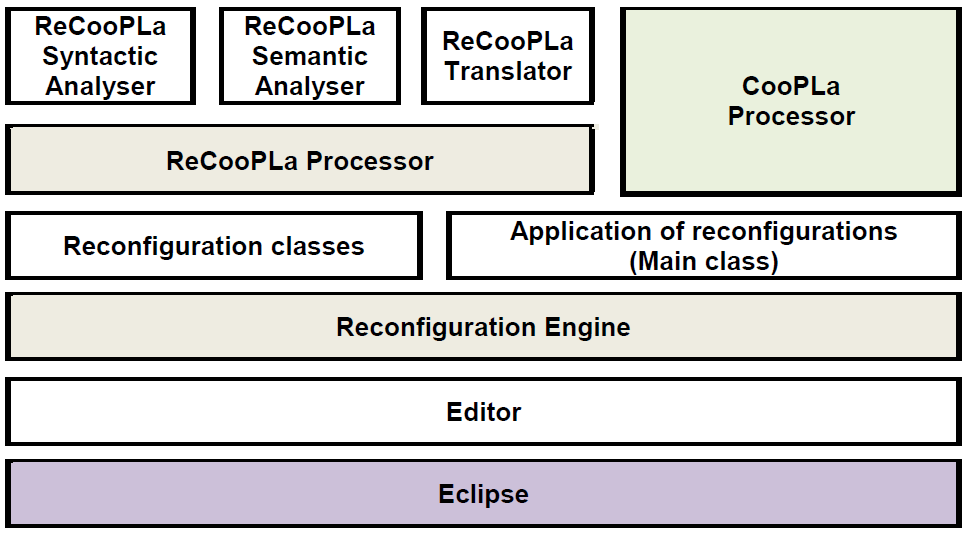 ReCooPLa
Syntactic
Analyser
ReCooPLa
Semantic
Analyser
ReCooPLa
Translator
CooPLa
Processor
ReCooPLa Processor
Reconfiguration classes
Application of reconfigurations
(Main class)
Reconfiguration Engine
Editor
Eclipse